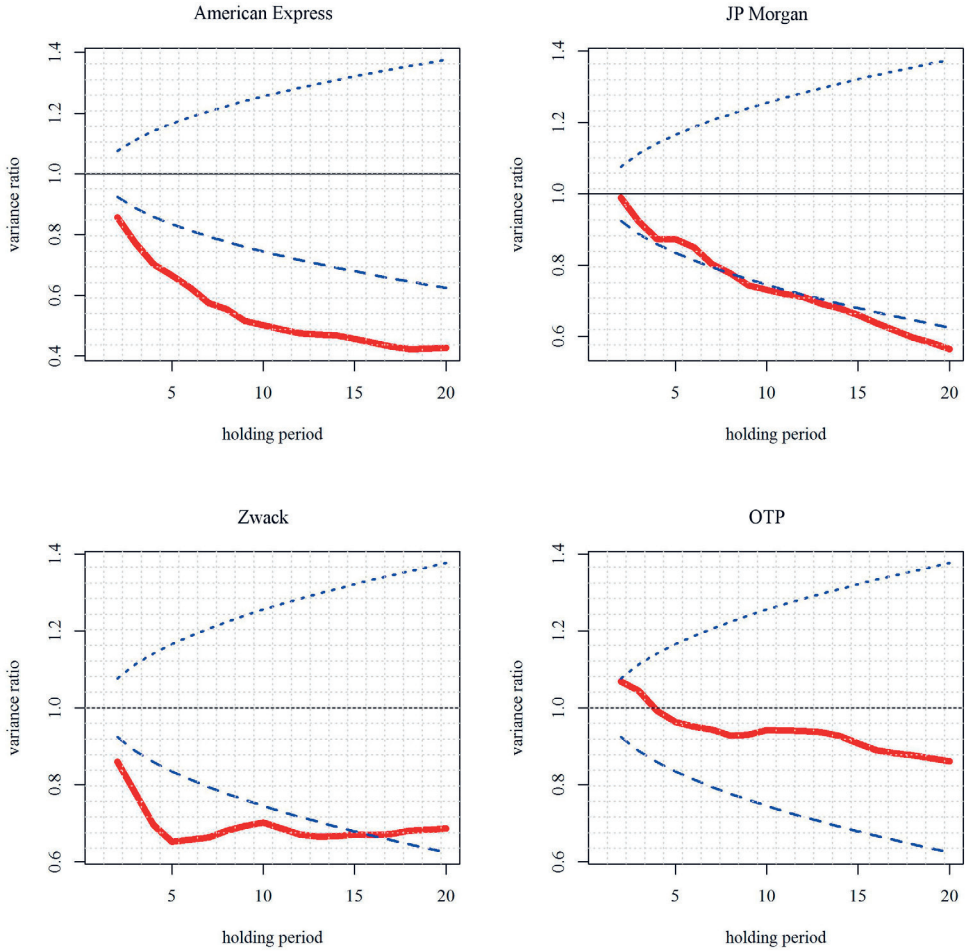 American Express
1.4
1.2
1.0
0.8
0.6
0.4
variance ratio
5 10 15 20
holding period
JP Morgan
1.4
1.2
1.0
0.8
0.6
variance ratio
5 10 15 20
holding period
Zwack
1.4
1.2
1.0
0.8
0.6
variance ratio
5 10 15 20
holding period
OTP
1.4
1.2
1.0
0.8
0.6
variance ratio
5 10 15 20
holding period